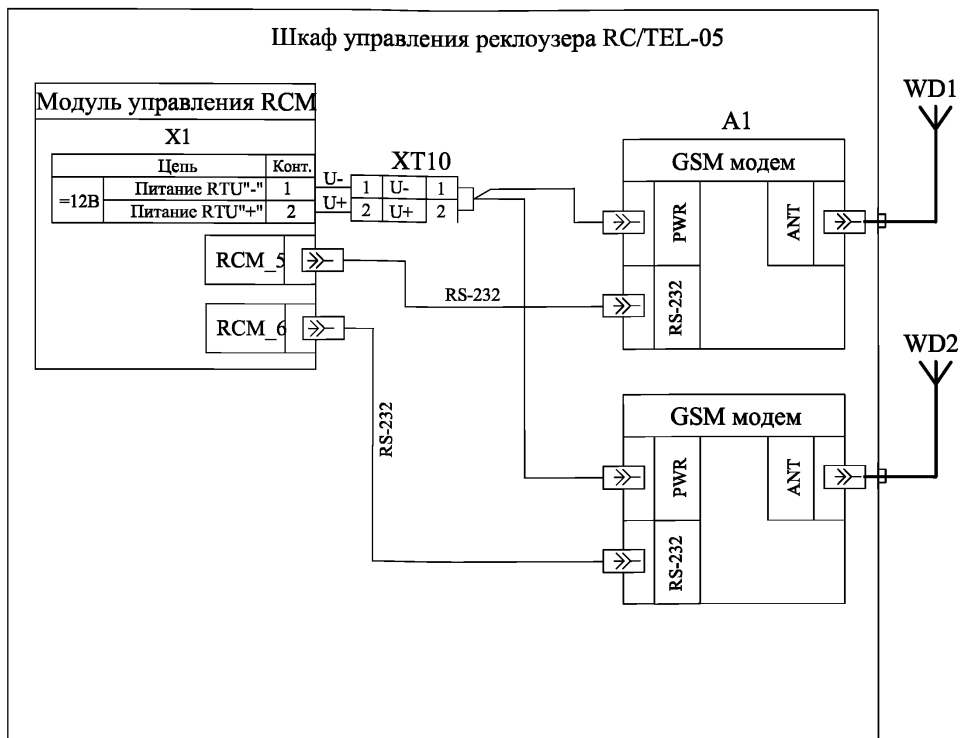 Шкаф управления реклоузера RC/TEL-05
Модуль управления RCM
X1
Цепь Конт.
=12В
Питание RTU"-" 1
Питание RTU"+" 2
U-
U+
XT10
1 U- 1
2 U+ 2
RCM_5
RCM_6
RS-232
RS-232
A1
GSM модем
PWR
ANT
RS-232
WD1
GSM модем
PWR
ANT
RS-232
WD2